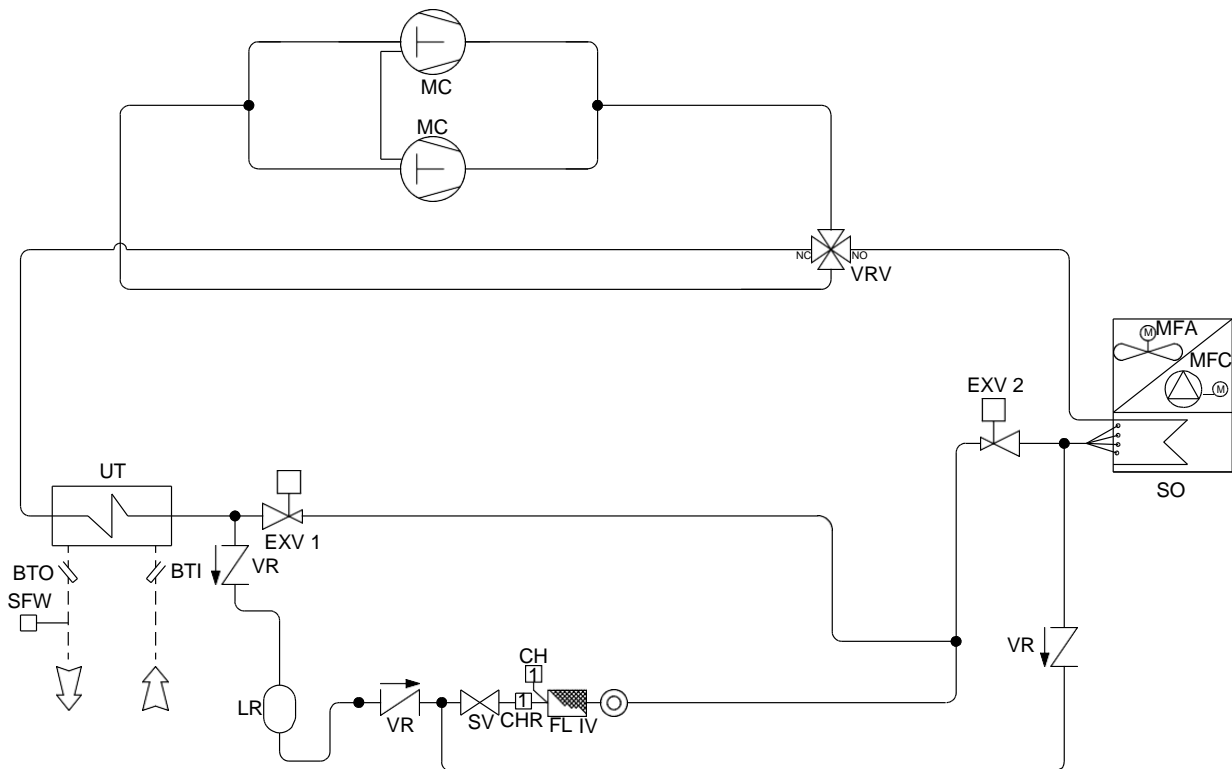 MC
MC
NC
NO
VRV
M
MFA
MFC
M
EXV 2
UT
SO
EXV 1
BTO
BTI
VR
SFW
VR
CH
1
LR
1
VR
SV
CHR
FL IV